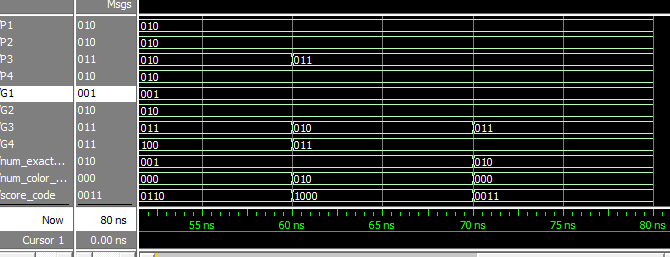 Msgs
/P1 010 010
/P2 010 010
/P3 011 010 011
/P4 010 010
/G1 001 001
/G2 010 010
/G3 011 011 010 011
/G4 011 100 011
/num_exact... 010 001 010
/num_color_... 000 000 010 000
/score_code 0011 0110 1000 0011
Now 80 ns 55 ns 60 ns 65 ns 70 ns 75 ns 80 ns
Cursor 1 0.00 ns